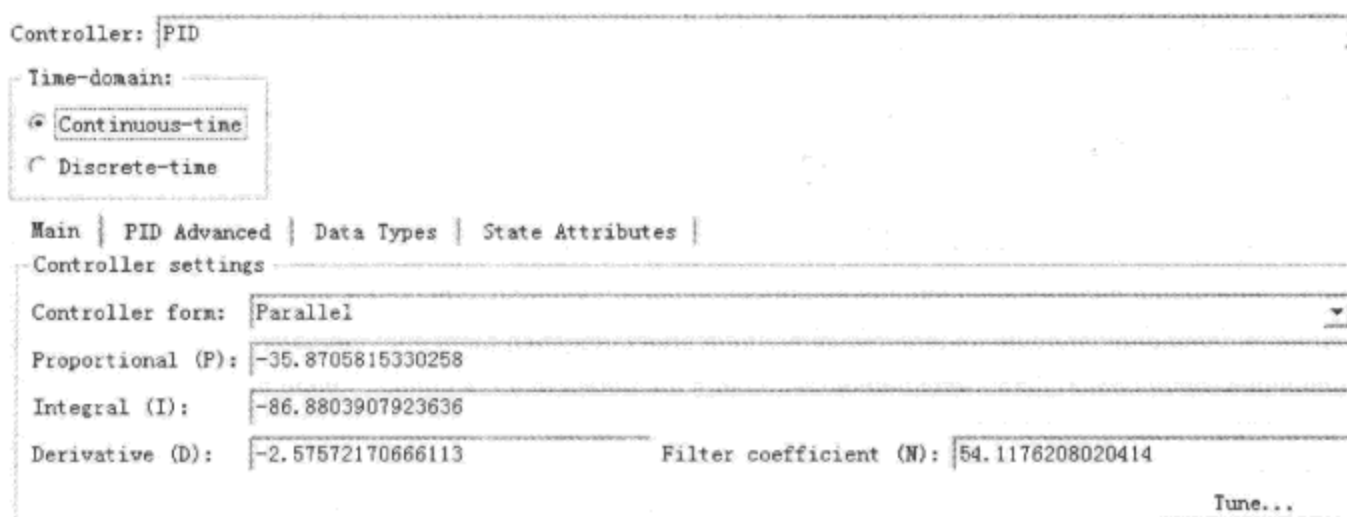 Controller: PID
Time-domain:
Continuous-time
Discrete-time
Main PID Advanced Data Types State Attributes
Controller settings
Controller form: Parallel
Proportional (P): -35.8705815330258
Integral (I): -86.8803907923636
Derivative (D): -2.57572170666113 Filter coefficient (N): 54.1176208020414
Tune...